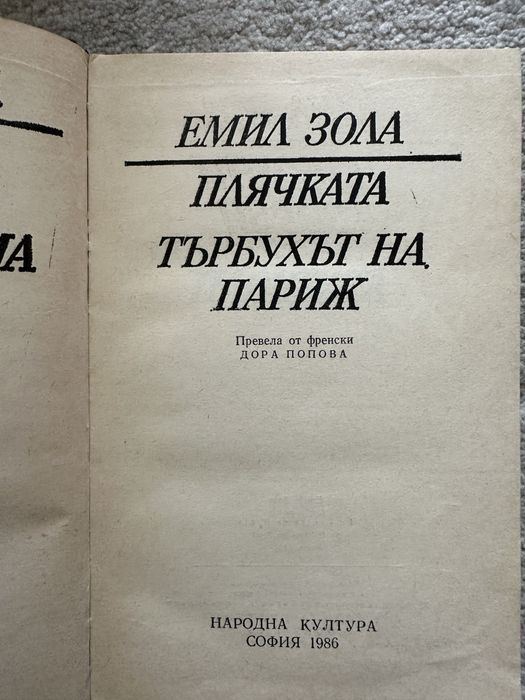 ЕМИЛ ЗОЛА
ПЛЯЧКАТА
ТЪРБУХЪТ НА
ПАРИЖ
Превела от френски
ДОРА ПОПОВА
НАРОДНА КУЛТУРА
СОФИЯ 1986